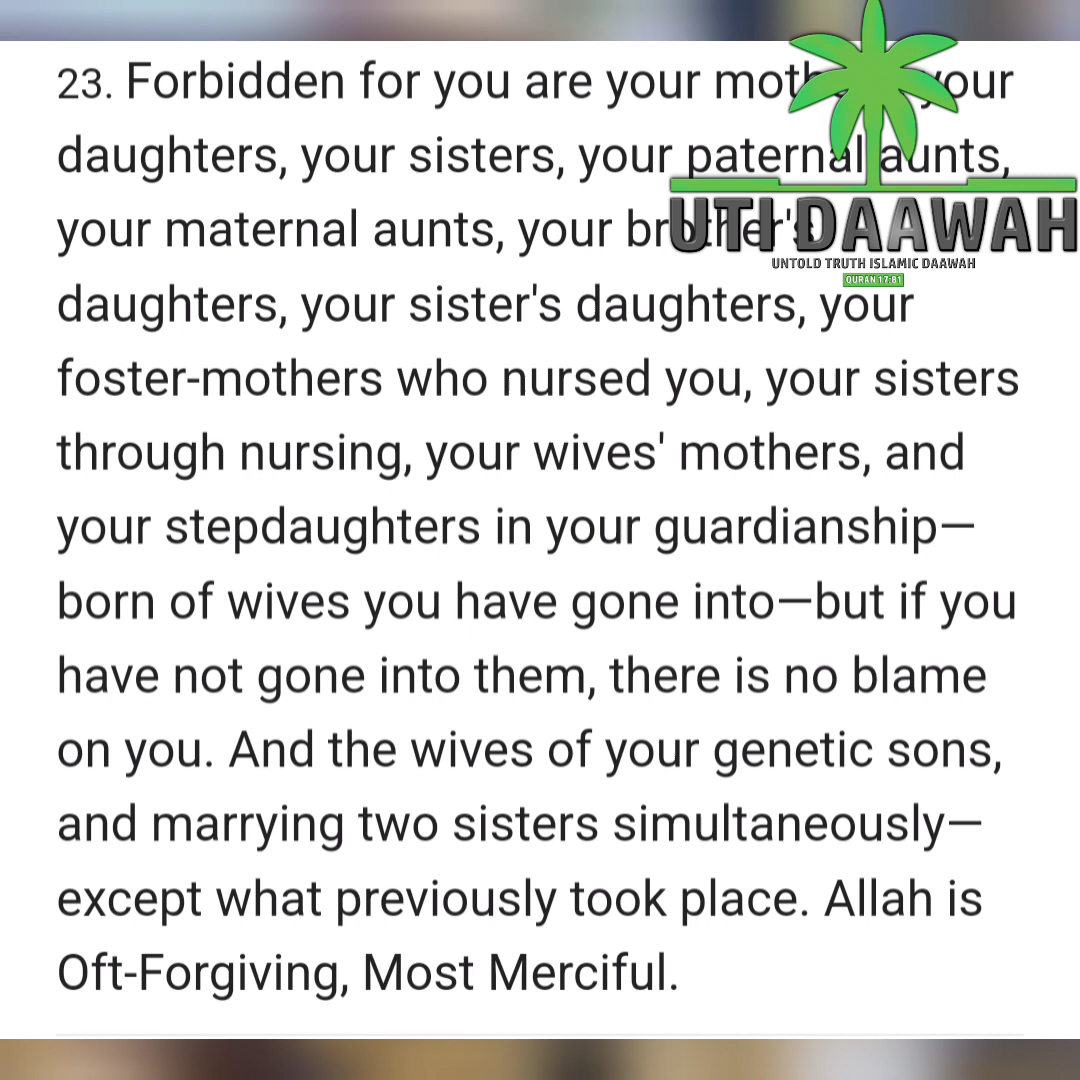 23. Forbidden for you are your your
daughters, your sisters, your paternal aunts,
your maternal aunts, your brother's
daughters, your sister's daughters, your
foster-mothers who nursed you, your sisters
through nursing, your wives' mothers, and
your stepdaughters in your guardianship—
born of wives you have gone into—but if you
have not gone into them, there is no blame
on you. And the wives of your genetic sons,
and marrying two sisters simultaneously—
except what previously took place. Allah is
Oft-Forgiving, Most Merciful.
UTI DAAWAH
UNTOLD TRUTH ISLAMIC DAAWAH
QURAN 17:81